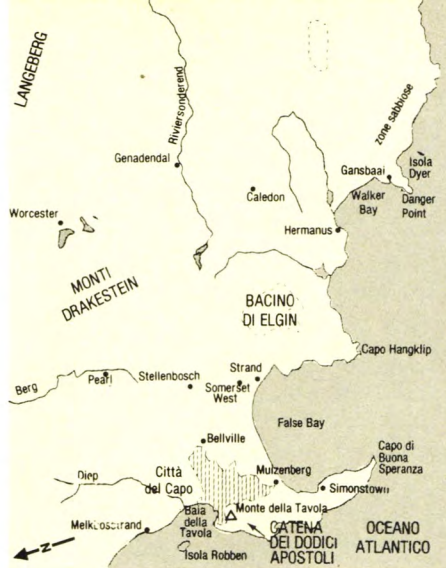 LANGEBERG
Riviersonderend
zone sabbiose
Genadendal
Isola
Dyer
Gansbaai
Caledon
Walker
Bay
Danger
Point
Worcester
Hermanus
MONTI
DRAKESTEIN
BACINO
DI ELGIN
Capo Hangklip
Strand
Pearl
Stellenbosch
Somerset
West
Berg
False Bay
Bellville
Capo di
Buona
Speranza
Diep
Città
del Capo
Muizenberg
Simonstown
Baia
della
Tavola
Monte della Tavola
Melkbosstrand
CATENA
DEI DODICI
APOSTOLI
OCEANO
ATLANTICO
Isola Robben
N